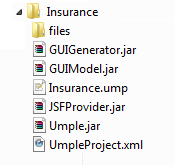 Insurance
files
GUIGenerator.jar
GUIModel.jar
Insurance.ump
JSFProvider.jar
Umple.jar
UmpleProject.xml